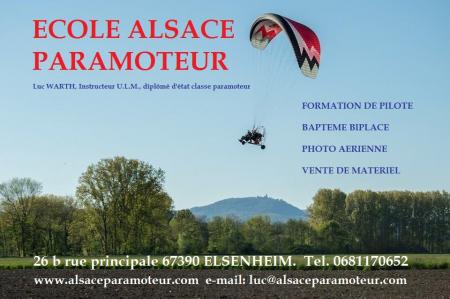 ECOLE ALSACE
PARAMOTEUR
Luc WARTH, Instructeur U.L.M., diplômé d'état classe paramoteur
FORMATION DE PILOTE
BAPTEME BIPLACE
PHOTO AERIENNE
VENTE DE MATERIEL
26 b rue principale 67390 ELSENHEIM. Tel. 0681170652
www.alsaceparamoteur.com e-mail: luc@alsaceparamoteur.com